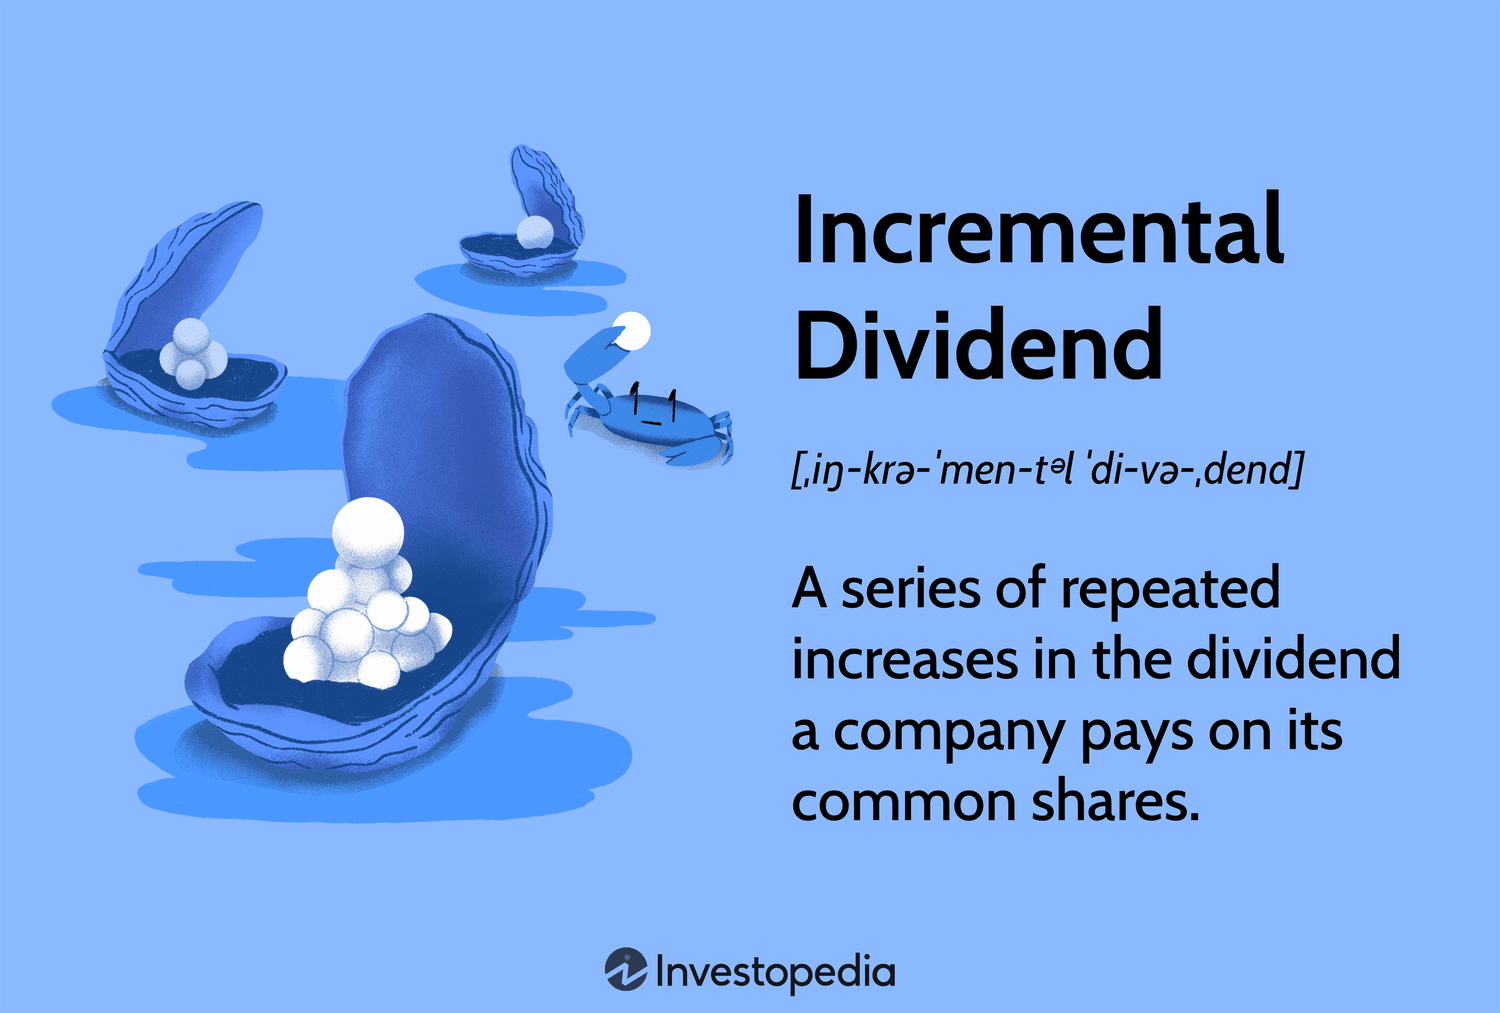 Incremental
Dividend
[ˌiŋ-krə-ˈmen-tᵊl ˈdi-və-ˌdend]
A series of repeated
increases in the dividend
a company pays on its
common shares.
Investopedia